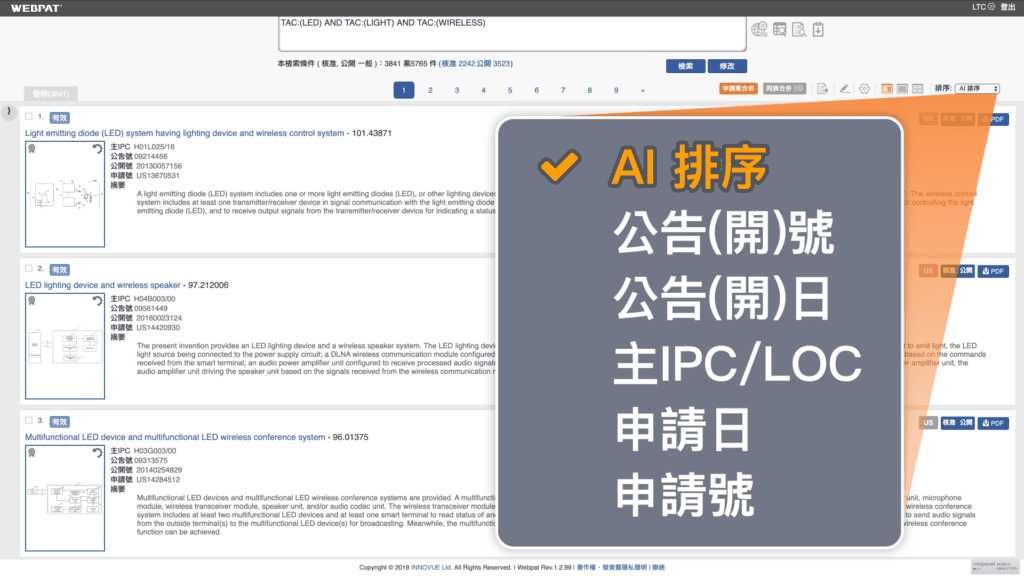 WEBPAT
LTC 登出
TAC:(LED) AND TAC:(LIGHT) AND TAC:(WIRELESS)
本檢索條件 ( 核准, 公開 一般 )：3841 案5765 件 (核准 2242 公開 3523)
檢索 修改
發明(3841)
1 2 3 4 5 6 7 8 9 »
申請案合併 同族合併
排序: AI 排序
1. 有效
US 核准 公開 PDF
Light emitting diode (LED) system having lighting device and wireless control system - 101.43871
主IPC H01L025/16
公告號 09214456
公開號 20130057156
申請號 US13670531
摘要
A light emitting diode (LED) system includes one or more light emitting diodes (LED), or other lighting device
system includes at least one transmitter/receiver device in signal communication with the light emitting diode
emitting diode (LED), and to receive output signals from the transmitter/receiver device for indicating a status
2. 有效
US 核准 公開 PDF
LED lighting device and wireless speaker - 97.212006
主IPC H04B003/00
公告號 09561449
公開號 20160023124
申請號 US14420930
摘要
The present invention provides an LED lighting device and a wireless speaker system. The LED lighting devic
to emit light, the LED
light source being connected to the power supply circuit; a DLNA wireless communication module configured
based on the commands
received from the smart terminal; an audio power amplifier unit configured to receive processed audio signal
amplifier unit, the
audio amplifier unit driving the speaker unit based on the signals received from the wireless communication
3. 有效
US 核准 公開 PDF
Multifunctional LED device and multifunctional LED wireless conference system - 96.01375
主IPC H03G003/00
公告號 09313575
公開號 20140254829
申請號 US14284512
摘要
Multifunctional LED devices and multifunctional LED wireless conference systems are provided. A multifuncti
unit, microphone
module, wireless transceiver module, speaker unit, and/or audio codec unit. The wireless transceiver module
wireless conference
system includes at least two multifunctional LED devices and at least one smart terminal to read status of an
to send audio signals
from the outside terminal(s) to the multifunctional LED device(s) for broadcasting. Meanwhile, the multifunctio
wireless conference
function can be achieved.
AI 排序
公告(開)號
公告(開)日
主IPC/LOC
申請日
申請號
Copyright © 2019 INNOVUE Ltd. All Rights Reserved. I Webpat Rev.1.2.99 I 著作權、個資暨隱私聲明 I 聯絡